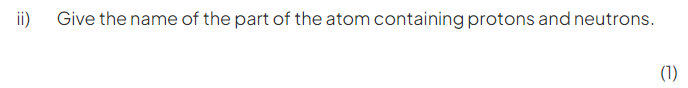 ii) Give the name of the part of the atom containing protons and neutrons.
(1)